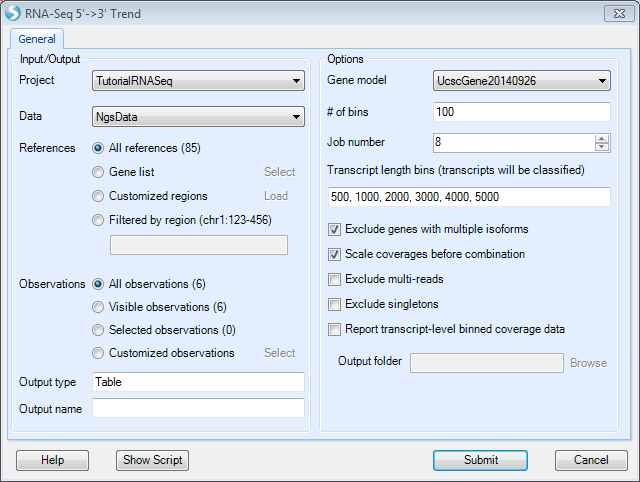 RNA-Seq 5'->3' Trend
General
Input/Output
Project TutorialRNASeq
Data NgsData
References All references (85)
Gene list Select
Customized regions Load
Filtered by region (chr1:123-456)
Observations All observations (6)
Visible observations (6)
Selected observations (0)
Customized observations Select
Output type Table
Output name
Options
Gene model UcscGene20140926
# of bins 100
Job number 8
Transcript length bins (transcripts will be classified)
500, 1000, 2000, 3000, 4000, 5000
Exclude genes with multiple isoforms
Scale coverages before combination
Exclude multi-reads
Exclude singletons
Report transcript-level binned coverage data
Output folder Browse
Help Show Script Submit Cancel